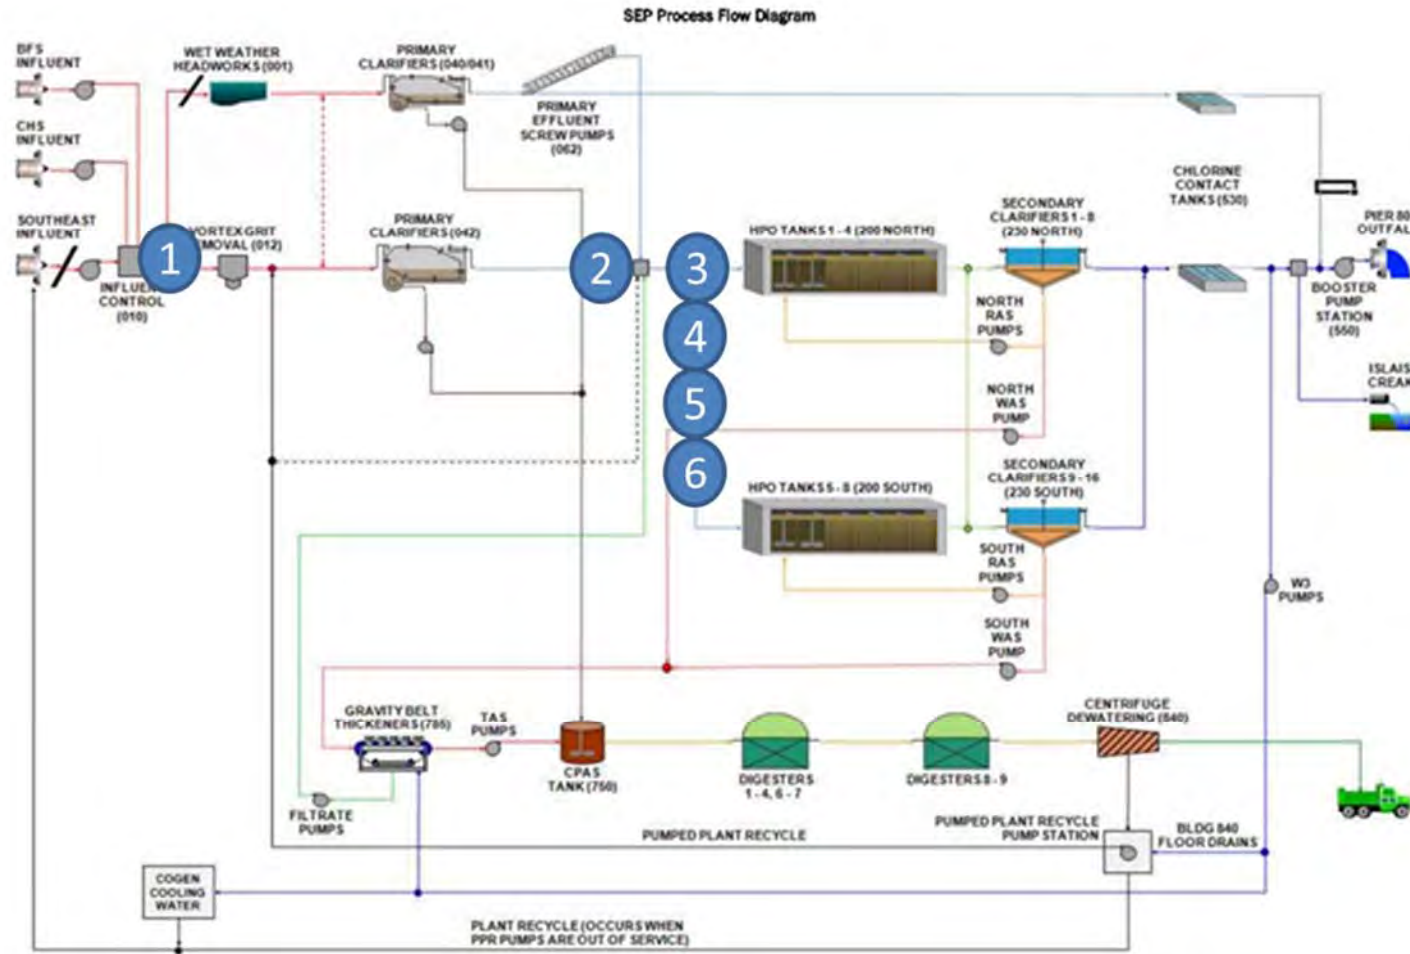 SEP Process Flow Diagram
BFS
INFLUENT
WET WEATHER
HEADWORKS (001)
PRIMARY
CLARIFIERS (040/041)
PRIMARY
EFFLUENT
SCREW PUMPS
(062)
CHS
INFLUENT
CHLORINE
CONTACT
TANKS (530)
SOUTHEAST
INFLUENT
1
VORTEX GRIT
EMOVAL (012)
INFLUEN
CONTROL
(010)
PRIMARY
CLARIFIERS (042)
2
3
4
5
6
HPO TANKS 1 - 4 (200 NORTH)
SECONDARY
CLARIFIERS 1 - 8
(230 NORTH)
PIER 80
OUTFAL
BOOSTER
PUMP
STATION
(550)
NORTH
RAS
PUMPS
ISLAIS
CREAK
NORTH
WAS
PUMP
HPO TANKS 5 - 8 (200 SOUTH)
SECONDARY
CLARIFIERS 9 - 16
(230 SOUTH)
SOUTH
RAS
PUMPS
W3
PUMPS
SOUTH
WAS
PUMP
GRAVITY BELT
THICKENERS (785)
TAS
PUMPS
CPAS
TANK (750)
DIGESTERS
1 - 4, 6 - 7
DIGESTERS 8 - 9
CENTRIFUGE
DEWATERING (840)
FILTRATE
PUMPS
PUMPED PLANT RECYCLE
PUMPED PLANT RECYCLE
PUMP STATION
BLDG 840
FLOOR DRAINS
COGEN
COOLING
WATER
PLANT RECYCLE (OCCURS WHEN
PPR PUMPS ARE OUT OF SERVICE)